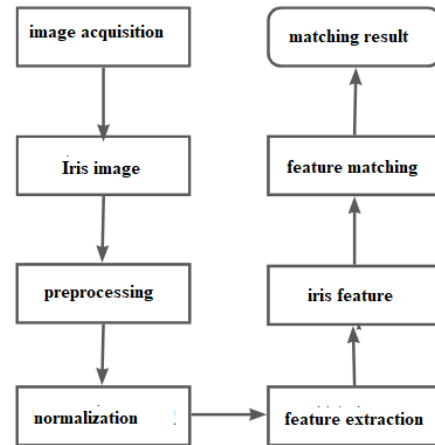 image acquisition
Iris image
preprocessing
normalization
feature extraction
iris feature
feature matching
matching result